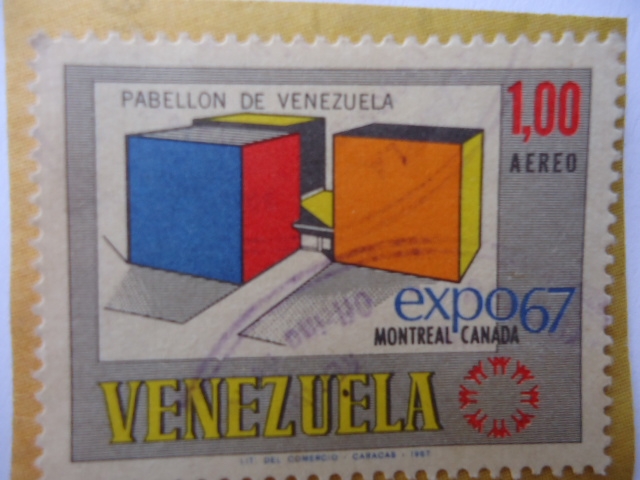 PABELLON DE VENEZUELA
1,00
AEREO
expo67
MONTREAL CANADA
VENEZUELA
LIT. DEL COMERCIO - CARACAS - 1967